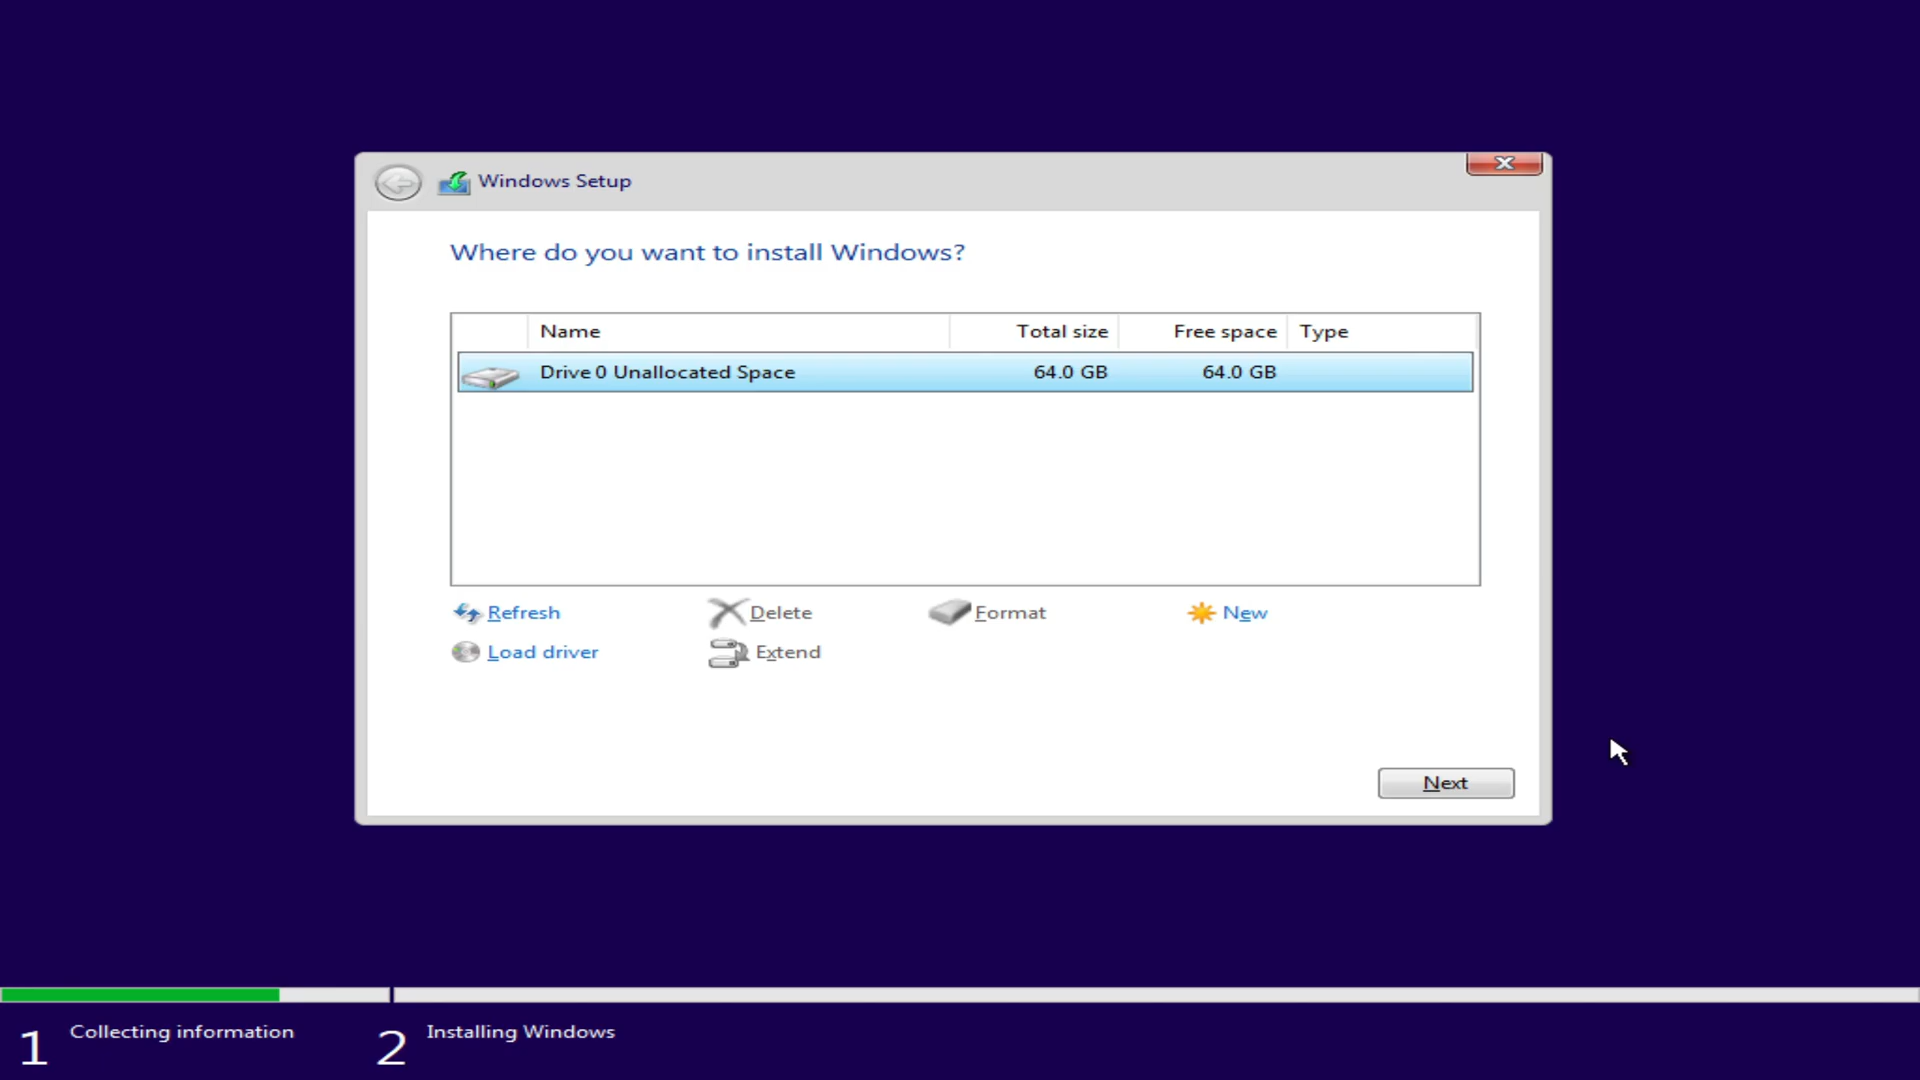 Windows Setup
Where do you want to install Windows?
Name Total size Free space Type
Drive 0 Unallocated Space 64.0 GB 64.0 GB
Refresh Delete Format New
Load driver Extend
Next
1 Collecting information 2 Installing Windows